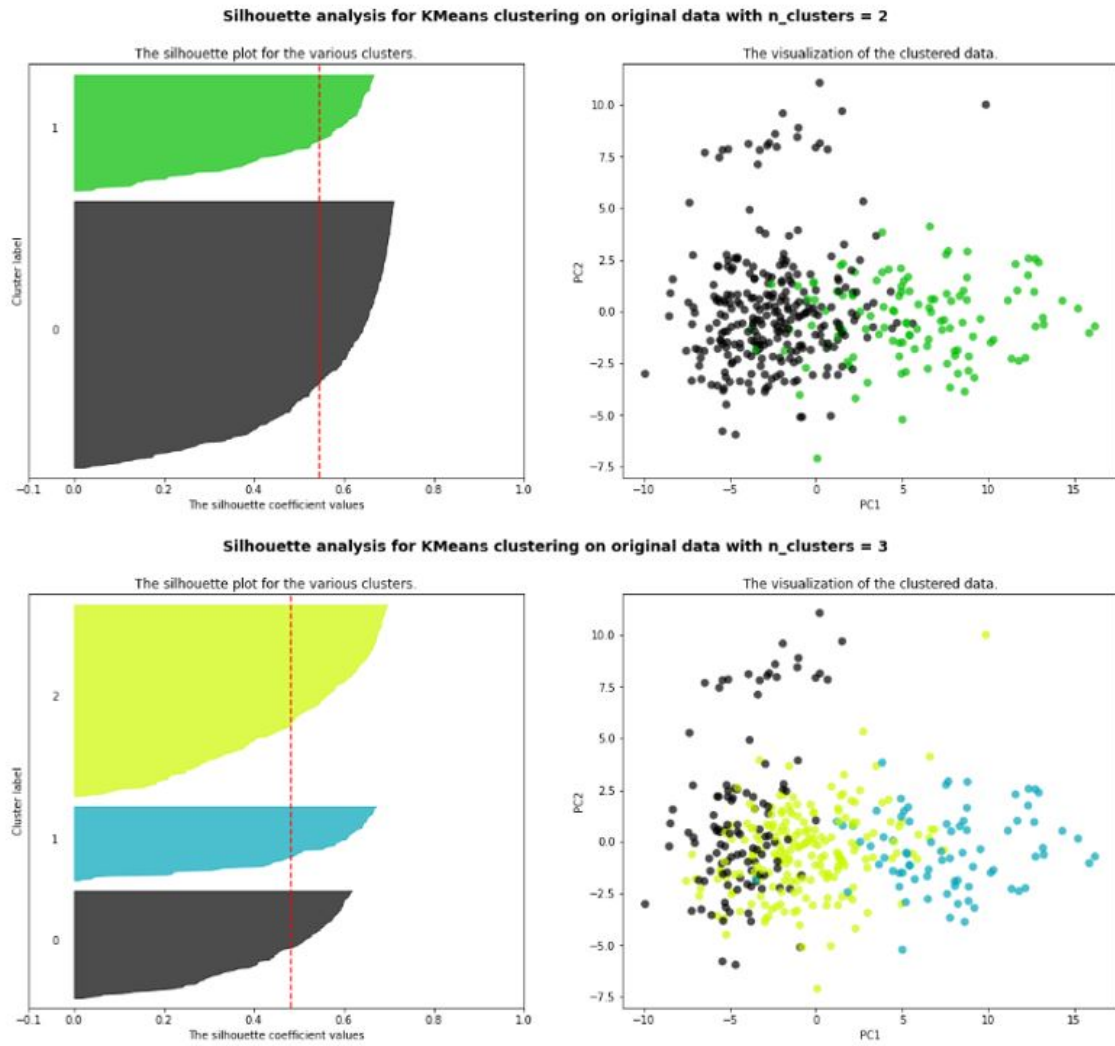 Silhouette analysis for KMeans clustering on original data with n_clusters = 2
The silhouette plot for the various clusters.
1
0
Cluster label
−0.1 0.0 0.2 0.4 0.6 0.8 1.0
The silhouette coefficient values
The visualization of the clustered data.
10.0
7.5
5.0
2.5
0.0
−2.5
−5.0
−7.5
PC2
−10 −5 0 5 10 15
PC1
Silhouette analysis for KMeans clustering on original data with n_clusters = 3
The silhouette plot for the various clusters.
2
1
0
Cluster label
−0.1 0.0 0.2 0.4 0.6 0.8 1.0
The silhouette coefficient values
The visualization of the clustered data.
10.0
7.5
5.0
2.5
0.0
−2.5
−5.0
−7.5
PC2
−10 −5 0 5 10 15
PC1